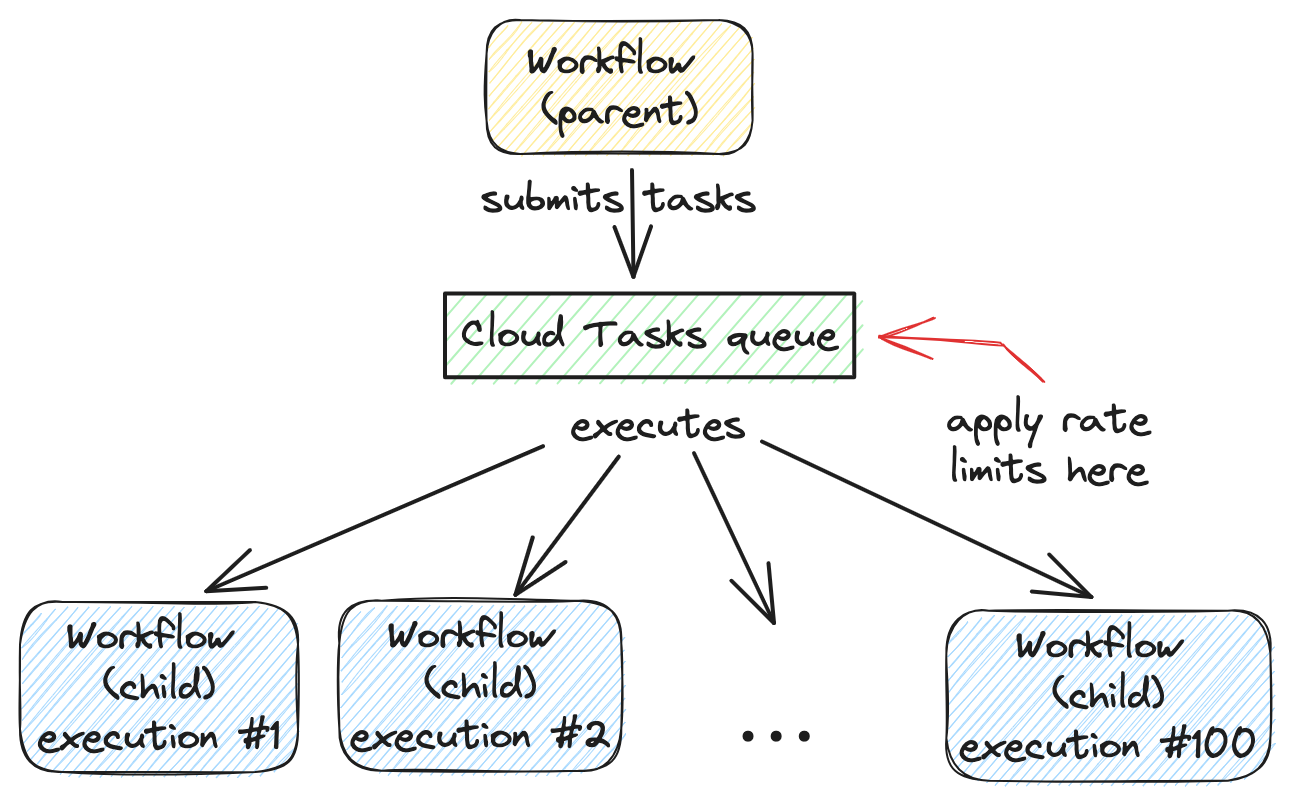 Workflow
(parent)
submits tasks
Cloud Tasks queue
executes
apply rate
limits here
Workflow
(child)
execution #1
Workflow
(child)
execution #2
...
Workflow
(child)
execution #100